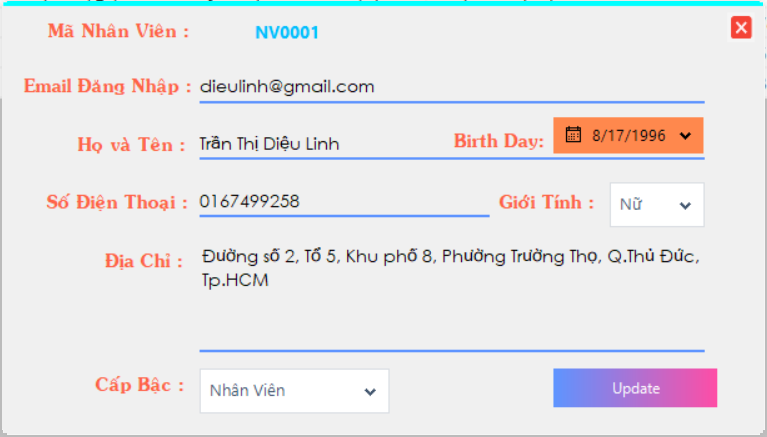 Mã Nhân Viên : NV0001
Email Đăng Nhập : dieulinh@gmail.com
Họ và Tên : Trần Thị Diệu Linh Birth Day: 8/17/1996
Số Điện Thoại : 0167499258 Giới Tính : Nữ
Địa Chỉ : Đường số 2, Tổ 5, Khu phố 8, Phường Trường Thọ, Q.Thủ Đức,
Tp.HCM
Cấp Bậc : Nhân Viên Update